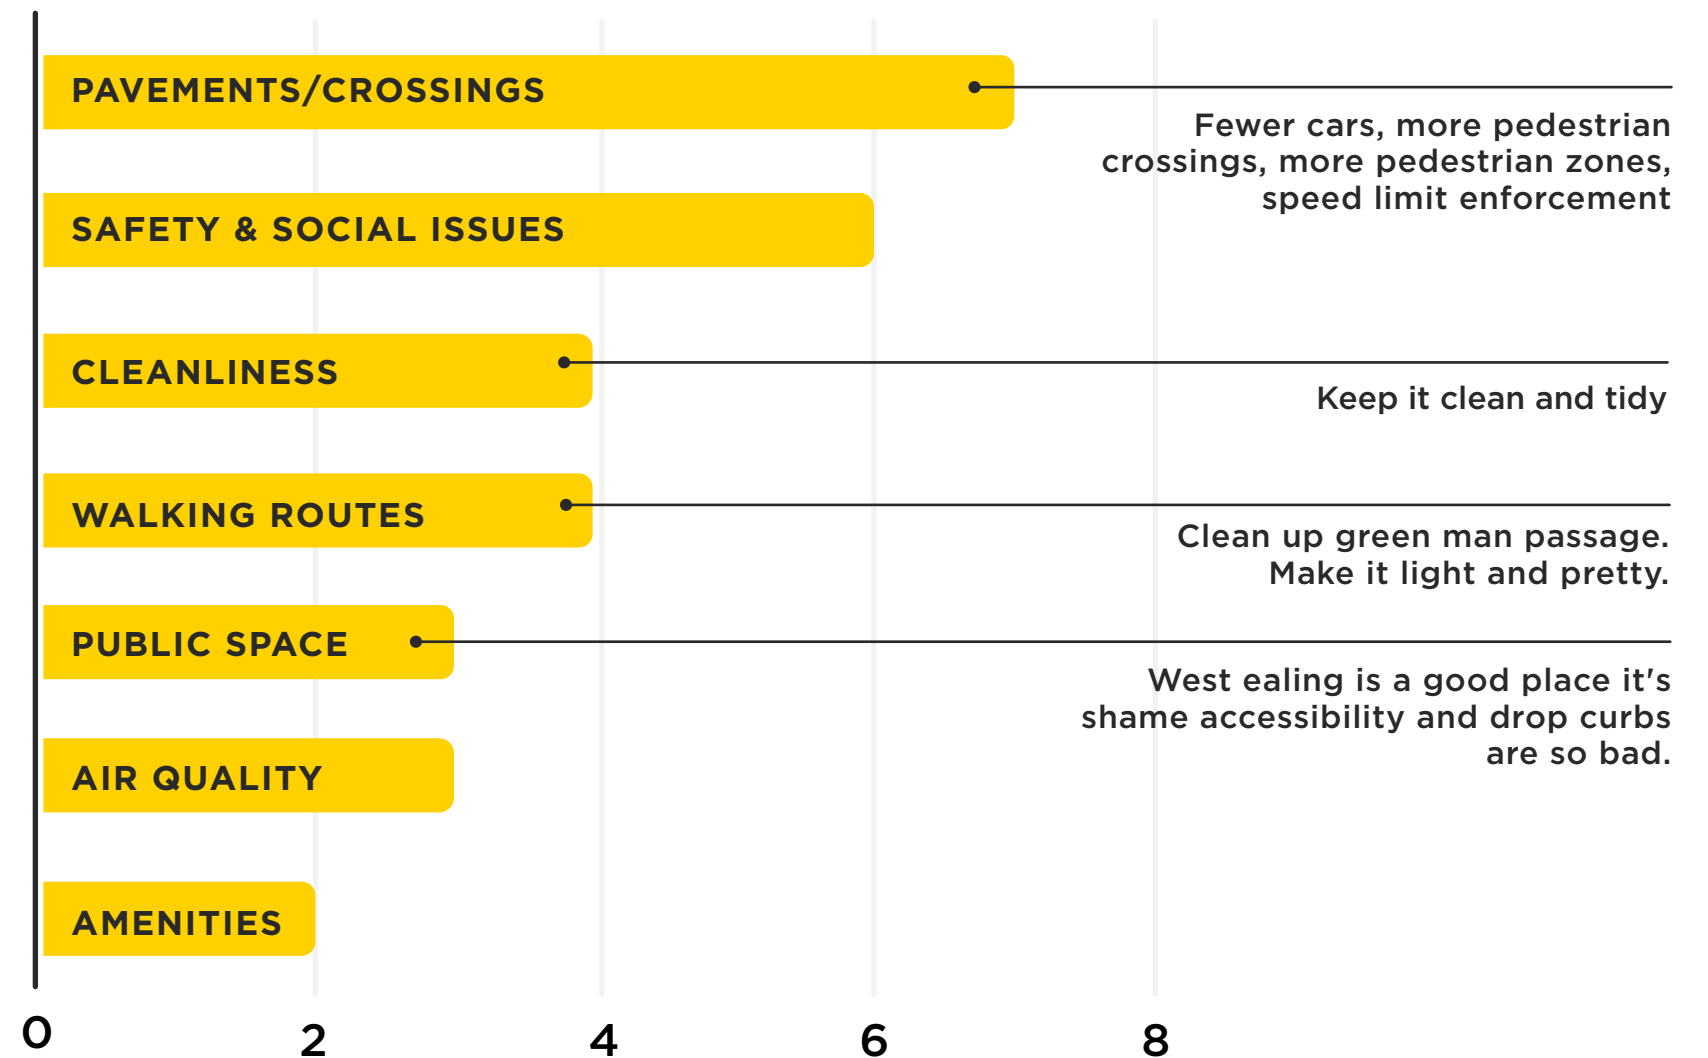 PAVEMENTS/CROSSINGS
Fewer cars, more pedestrian
crossings, more pedestrian zones,
speed limit enforcement
SAFETY & SOCIAL ISSUES
CLEANLINESS
Keep it clean and tidy
WALKING ROUTES
Clean up green man passage.
Make it light and pretty.
PUBLIC SPACE
West ealing is a good place it's
shame accessibility and drop curbs
are so bad.
AIR QUALITY
AMENITIES
0 2 4 6 8